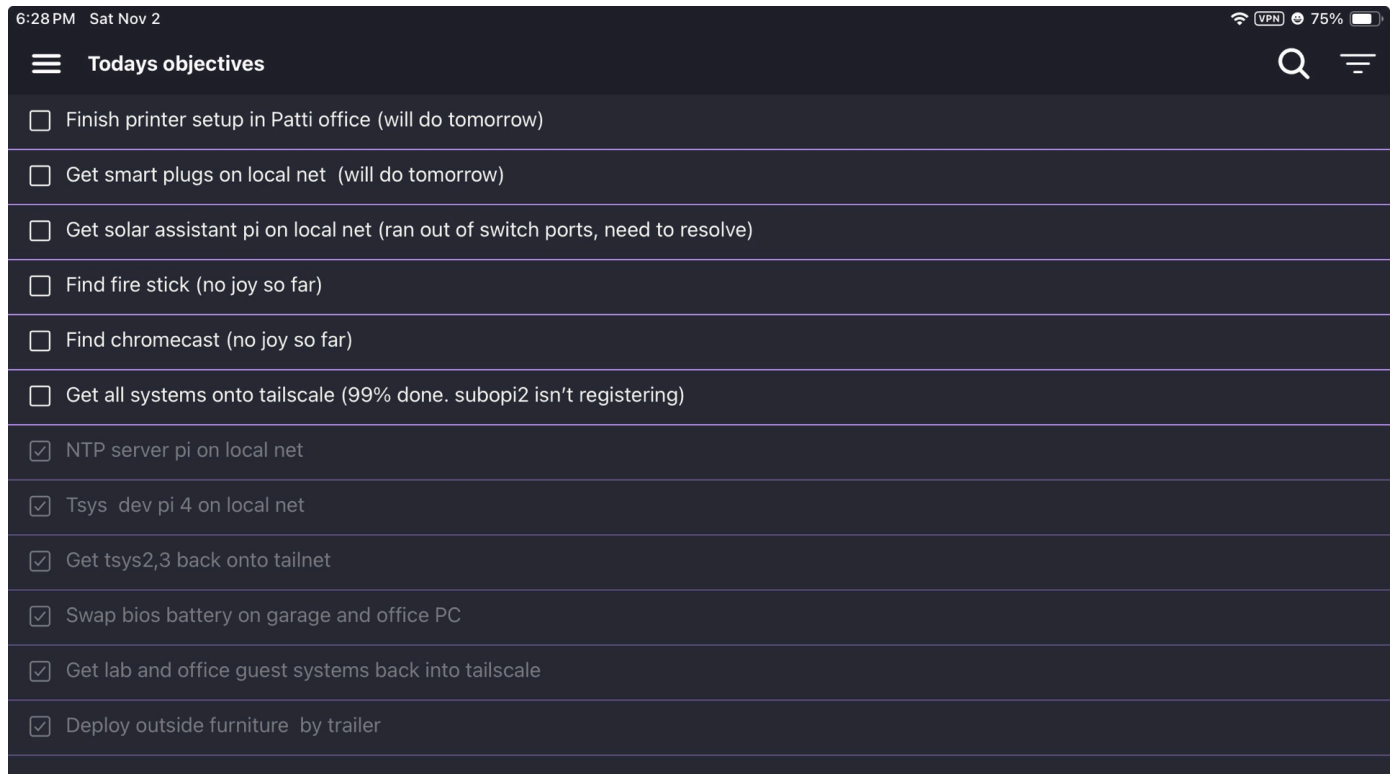 6:28 PM Sat Nov 2 VPN 75%
Todays objectives
Finish printer setup in Patti office (will do tomorrow)
Get smart plugs on local net  (will do tomorrow)
Get solar assistant pi on local net (ran out of switch ports, need to resolve)
Find fire stick (no joy so far)
Find chromecast (no joy so far)
Get all systems onto tailscale (99% done. subopi2 isn’t registering)
NTP server pi on local net
Tsys  dev pi 4 on local net
Get tsys2,3 back onto tailnet
Swap bios battery on garage and office PC
Get lab and office guest systems back into tailscale
Deploy outside furniture  by trailer